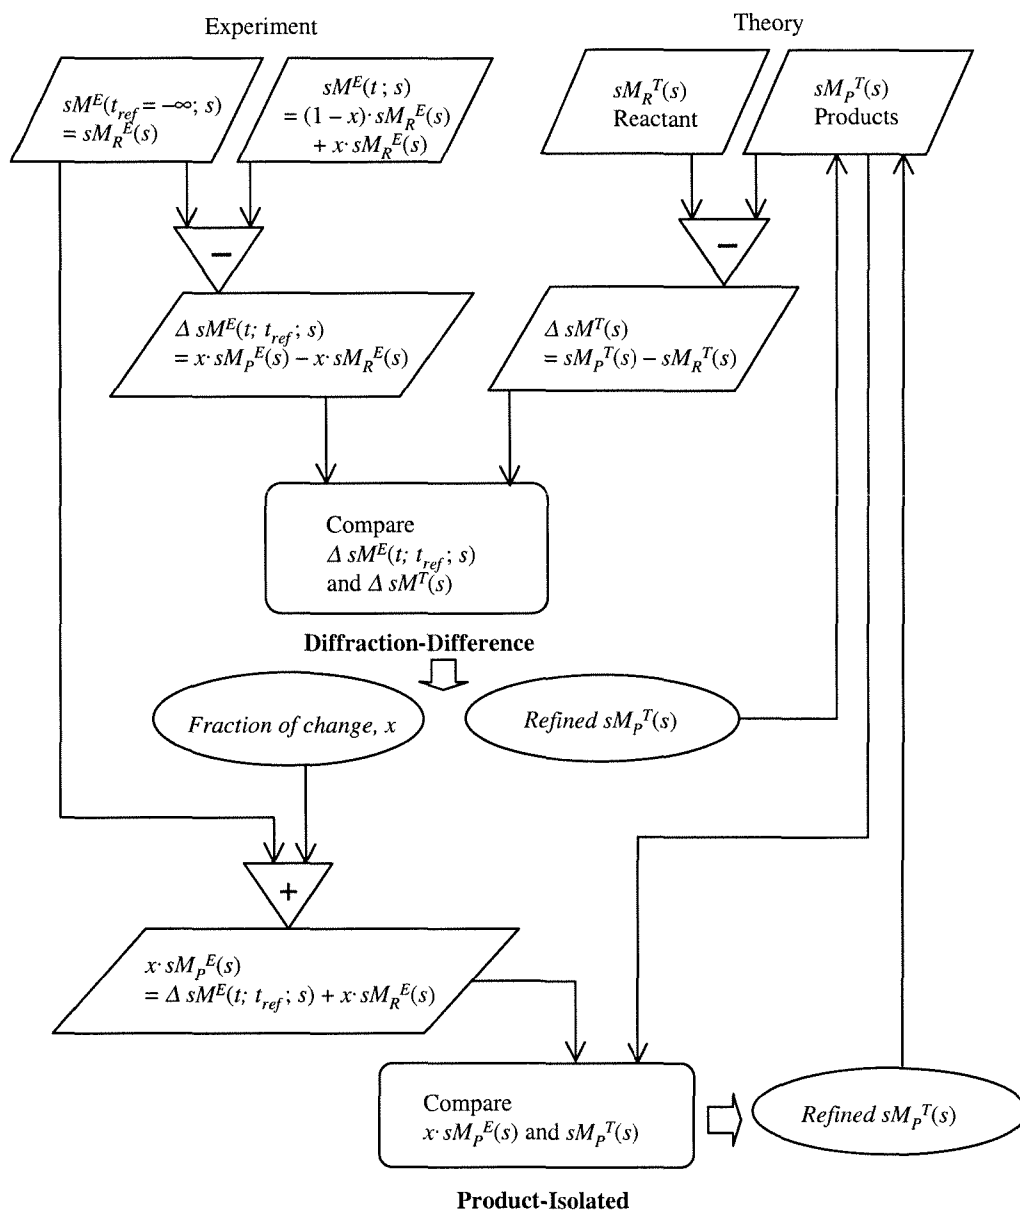 Experiment
Theory
sM^E(t_ref = −∞; s)
= sM_R^E(s)
sM^E(t ; s)
= (1 − x)· sM_R^E(s)
+ x· sM_R^E(s)
sM_R^T(s)
Reactant
sM_P^T(s)
Products
−
−
Δ sM^E(t; t_ref ; s)
= x· sM_P^E(s) − x· sM_R^E(s)
Δ sM^T(s)
= sM_P^T(s) − sM_R^T(s)
Compare
Δ sM^E(t; t_ref ; s)
and Δ sM^T(s)
Diffraction-Difference
Fraction of change, x
Refined sM_P^T(s)
+
x· sM_P^E(s)
= Δ sM^E(t; t_ref ; s) + x· sM_R^E(s)
Compare
x· sM_P^E(s) and sM_P^T(s)
Refined sM_P^T(s)
Product-Isolated